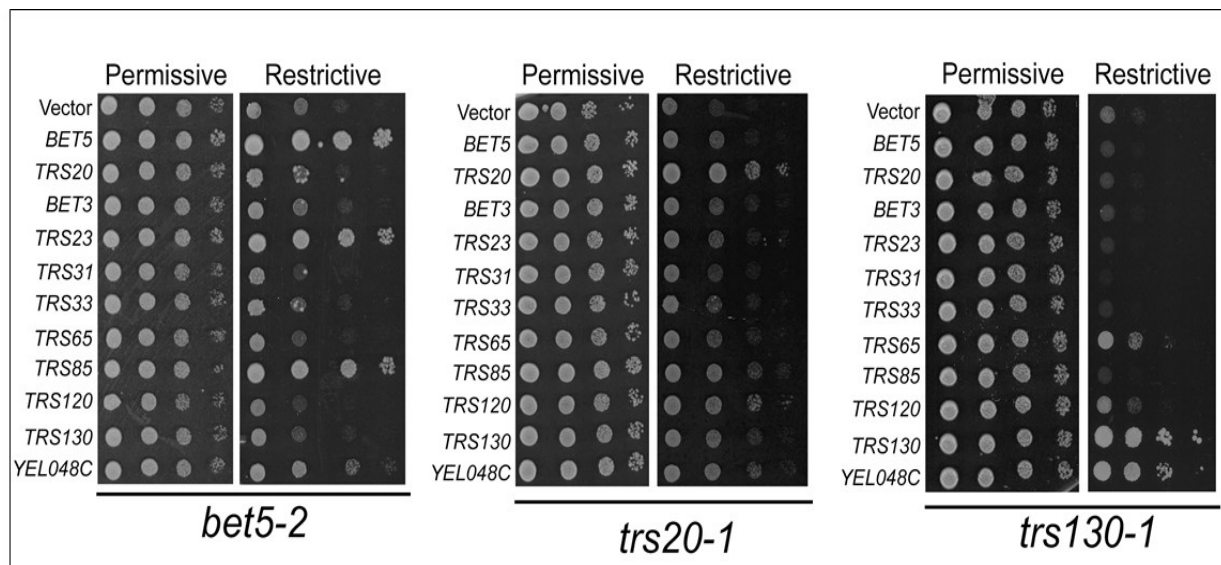 Permissive Restrictive
Vector
BET5
TRS20
BET3
TRS23
TRS31
TRS33
TRS65
TRS85
TRS120
TRS130
YEL048C
bet5-2
Permissive Restrictive
Vector
BET5
TRS20
BET3
TRS23
TRS31
TRS33
TRS65
TRS85
TRS120
TRS130
YEL048C
trs20-1
Permissive Restrictive
Vector
BET5
TRS20
BET3
TRS23
TRS31
TRS33
TRS65
TRS85
TRS120
TRS130
YEL048C
trs130-1